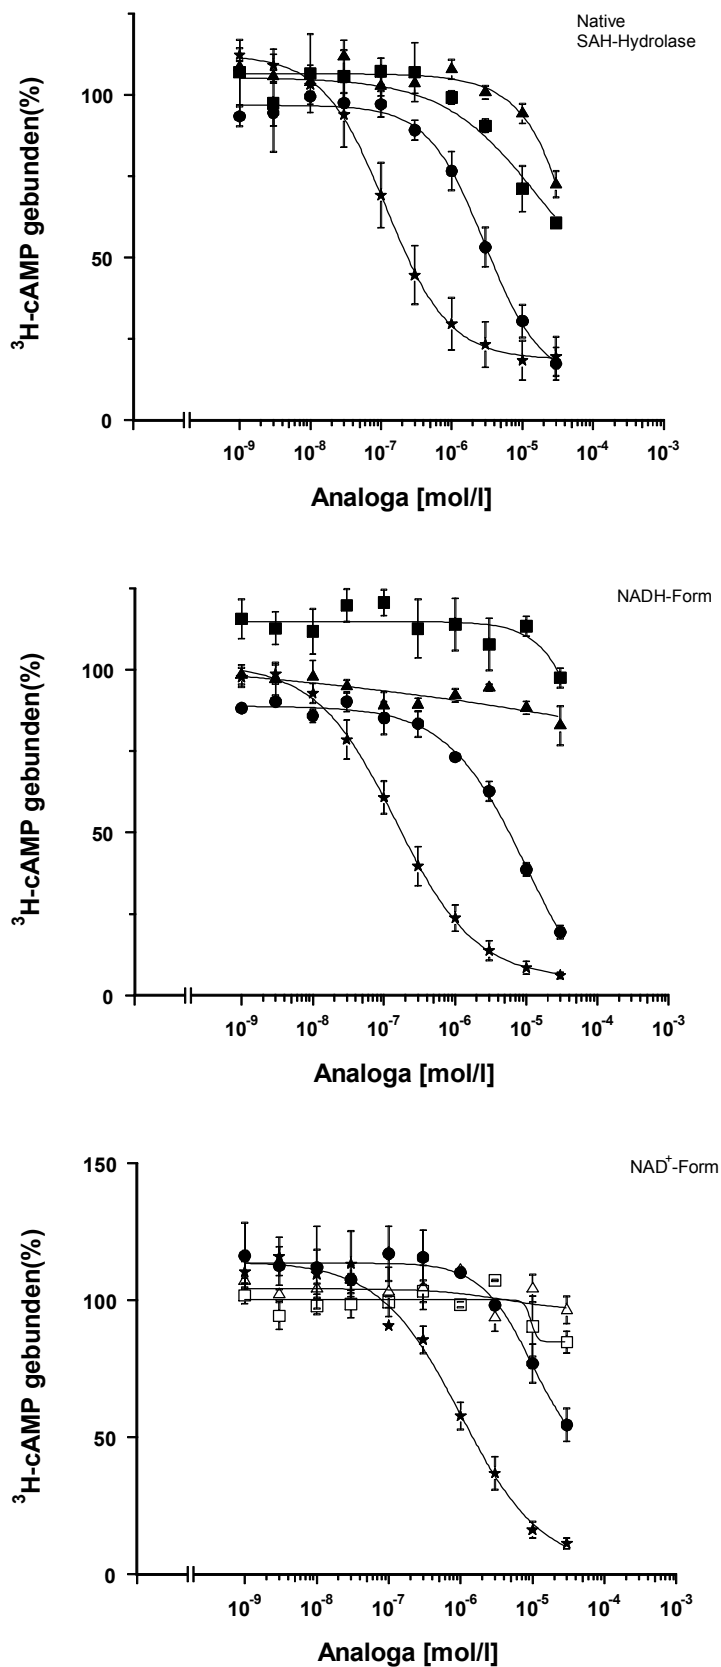 Native
SAH-Hydrolase
³H-cAMP gebunden(%)
100
50
0
10⁻⁹ 10⁻⁸ 10⁻⁷ 10⁻⁶ 10⁻⁵ 10⁻⁴ 10⁻³
Analoga [mol/l]
NADH-Form
³H-cAMP gebunden(%)
100
50
0
10⁻⁹ 10⁻⁸ 10⁻⁷ 10⁻⁶ 10⁻⁵ 10⁻⁴ 10⁻³
Analoga [mol/l]
NAD⁺-Form
³H-cAMP gebunden(%)
150
100
50
0
10⁻⁹ 10⁻⁸ 10⁻⁷ 10⁻⁶ 10⁻⁵ 10⁻⁴ 10⁻³
Analoga [mol/l]